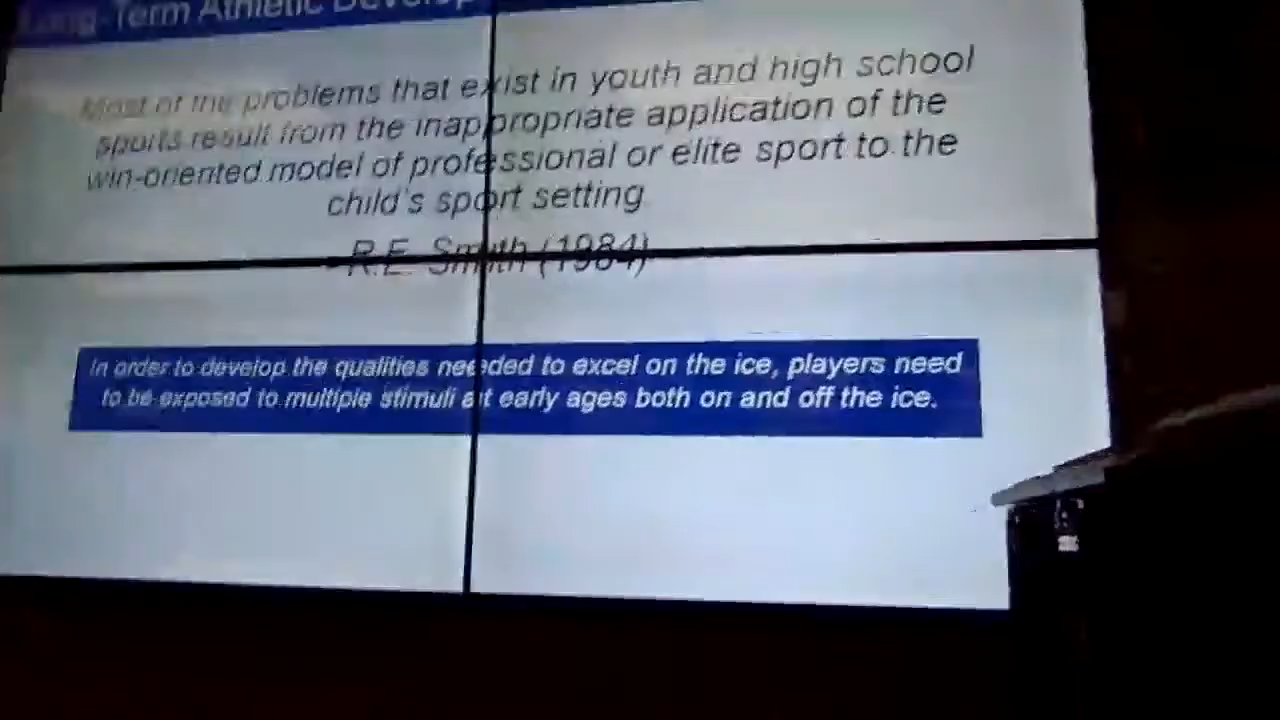 Long-Term Athletic Develop
Most of the problems that exist in youth and high school
sports result from the inappropriate application of the
win-oriented model of professional or elite sport to the
child's sport setting
R.E. Smith (1984)
In order to develop the qualities needed to excel on the ice, players need
to be exposed to multiple stimuli at early ages both on and off the ice.